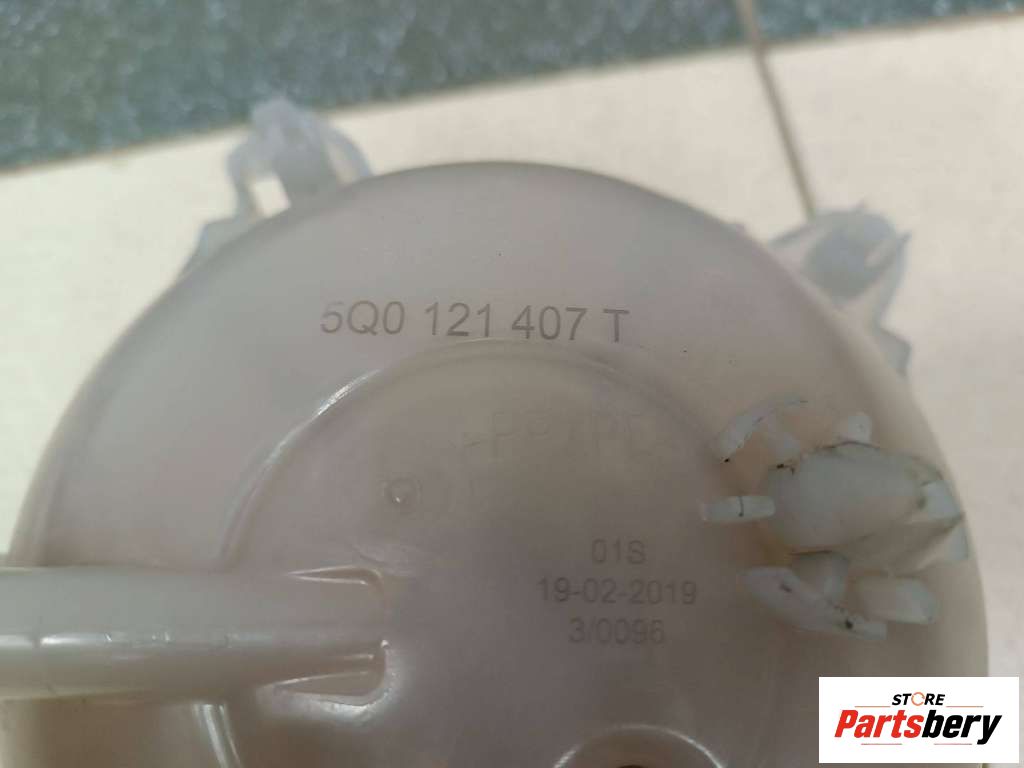 5Q0 121 407 T
01S
19-02-2019
3/0096
STORE
Partsbery